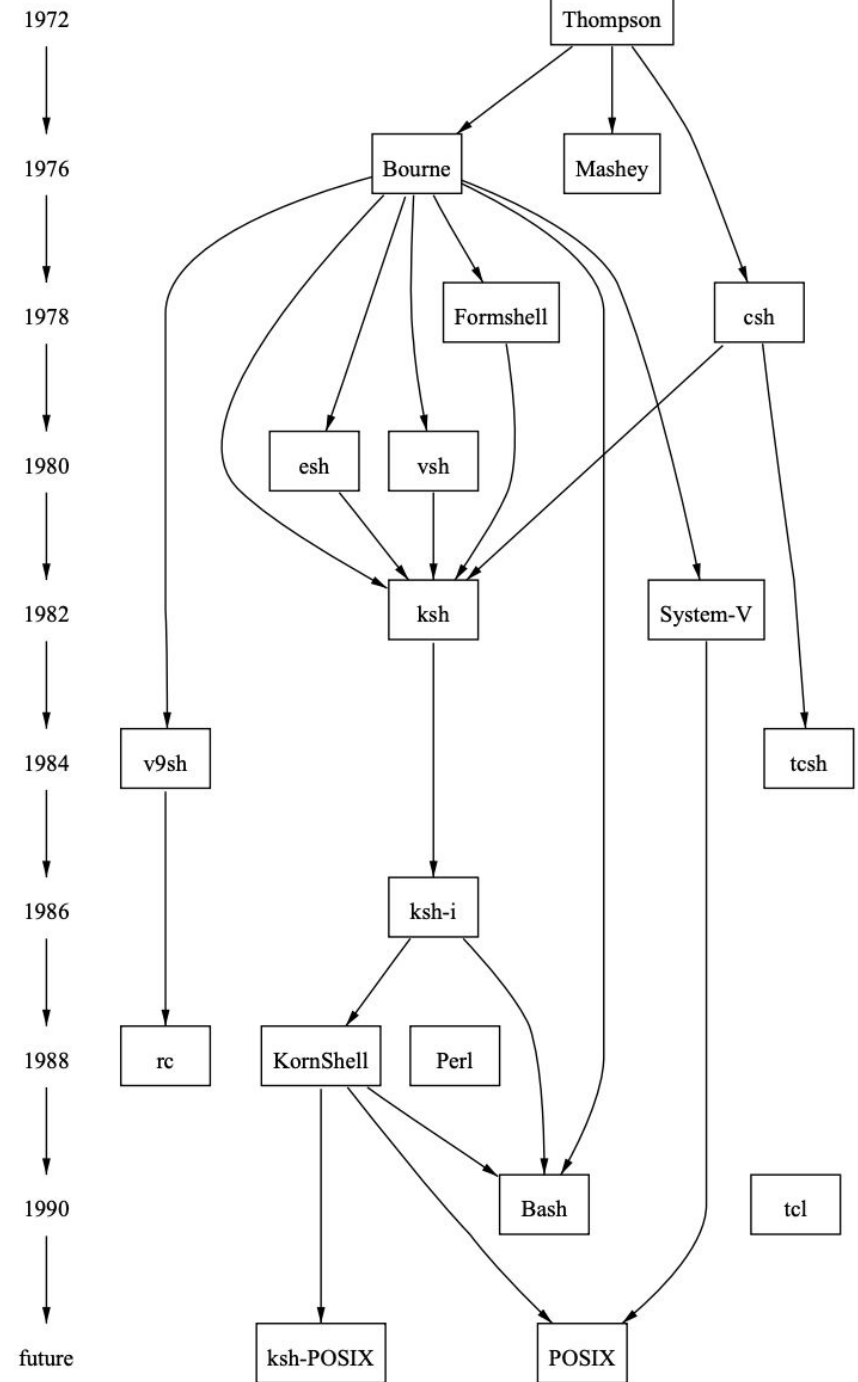 1972
Thompson
1976
Bourne
Mashey
1978
Formshell
csh
1980
esh
vsh
1982
ksh
System-V
1984
v9sh
tcsh
1986
ksh-i
1988
rc
KornShell
Perl
1990
Bash
tcl
future
ksh-POSIX
POSIX